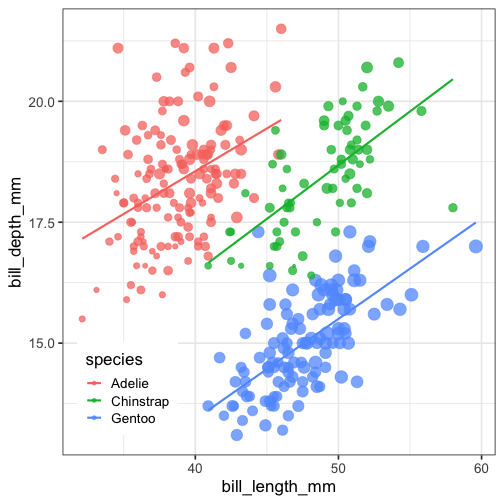 bill_depth_mm
20.0
17.5
15.0
species
Adelie
Chinstrap
Gentoo
40
50
60
bill_length_mm